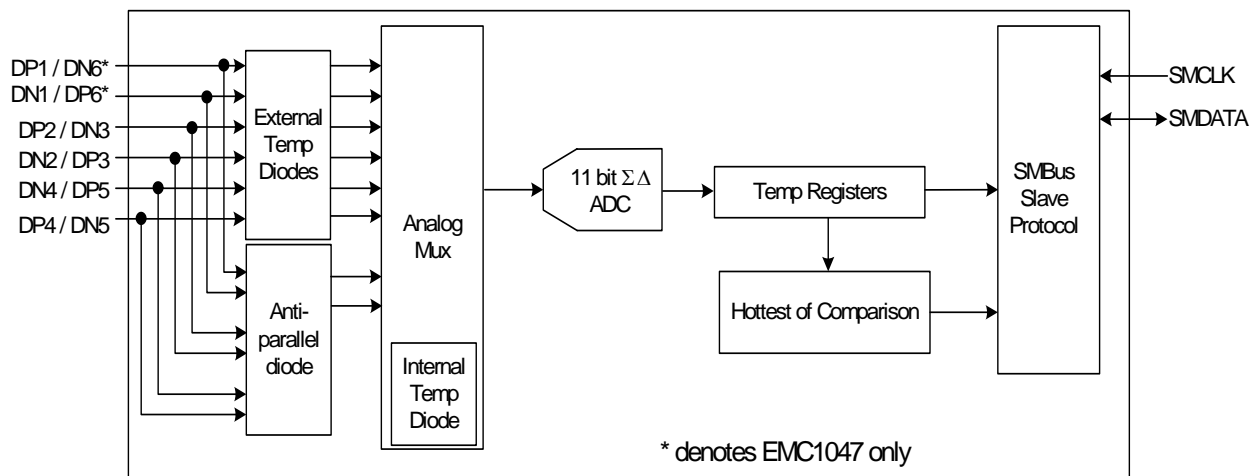 DP1 / DN6*
DN1 / DP6*
DP2 / DN3
DN2 / DP3
DN4 / DP5
DP4 / DN5
External
Temp
Diodes
Anti-
parallel
diode
Analog
Mux
Internal
Temp
Diode
11 bit ΣΔ
ADC
Temp Registers
Hottest of Comparison
SMBus
Slave
Protocol
SMCLK
SMDATA
* denotes EMC1047 only